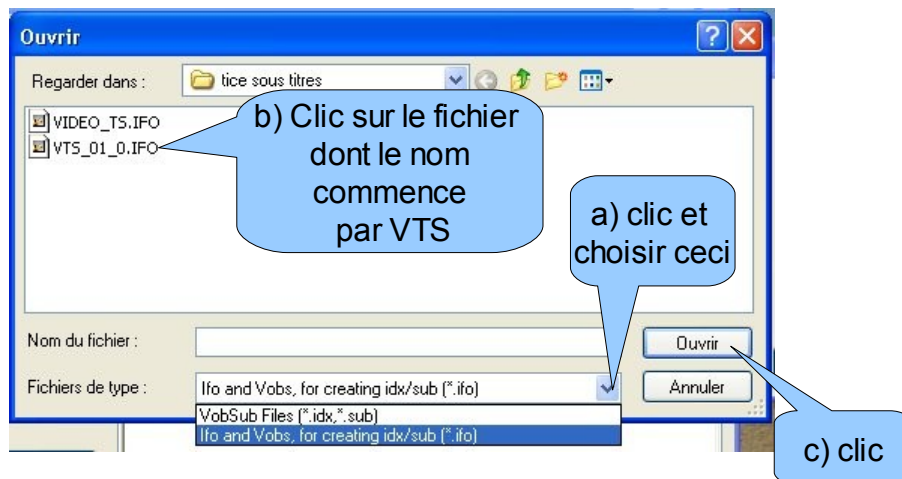 Ouvrir
Regarder dans :
tice sous titres
VIDEO_TS.IFO
VTS_01_0.IFO
b) Clic sur le fichier
dont le nom
commence
par VTS
a) clic et
choisir ceci
Nom du fichier :
Ouvrir
Fichiers de type :
Ifo and Vobs, for creating idx/sub (*.ifo)
Annuler
VobSub Files (*.idx,*.sub)
Ifo and Vobs, for creating idx/sub (*.ifo)
c) clic